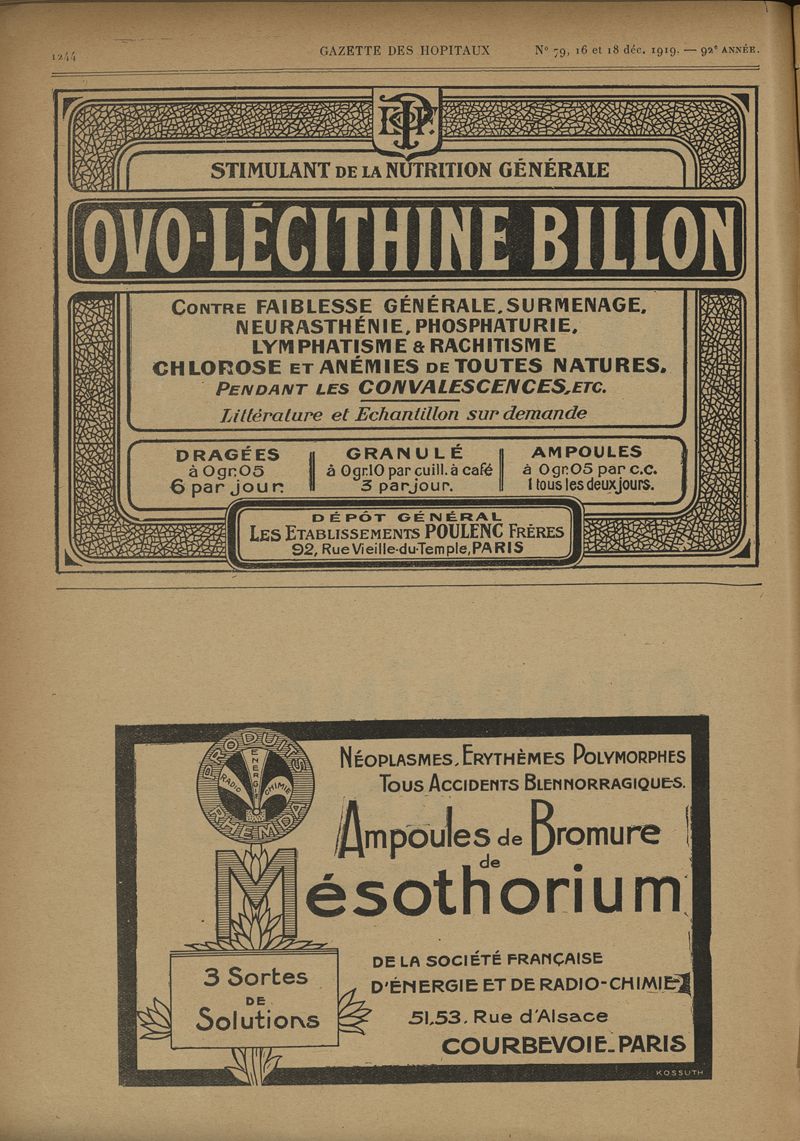 1244
GAZETTE DES HOPITAUX
N° 79, 16 et 18 déc. 1919. — 92e ANNÉE.
STIMULANT DE LA NUTRITION GÉNÉRALE
OVO-LÉCITHINE BILLON
CONTRE FAIBLESSE GÉNÉRALE, SURMENAGE,
NEURASTHÉNIE, PHOSPHATURIE,
LYMPHATISME & RACHITISME
CHLOROSE ET ANÉMIES DE TOUTES NATURES.
PENDANT LES CONVALESCENCES, ETC.
Littérature et Echantillon sur demande
DRAGÉES
à 0gr.05
6 par jour.
GRANULÉ
à 0gr.10 par cuill. à café
3 par jour.
AMPOULES
à 0gr.05 par c.c.
1 tous les deux jours.
DÉPÔT GÉNÉRAL
LES ETABLISSEMENTS POULENC FRÈRES
92, Rue Vieille-du-Temple, PARIS
PRODUITS
ENERGIE
RADIO
CHIMIE
RHEMDA
NÉOPLASMES, ERYTHÈMES POLYMORPHES
TOUS ACCIDENTS BLENNORRAGIQUES.
Ampoules de Bromure
de
Mésothorium
3 Sortes
DE
Solutions
DE LA SOCIÉTÉ FRANÇAISE
D'ÉNERGIE ET DE RADIO-CHIMIE
51,53, Rue d'Alsace
COURBEVOIE-PARIS
KOSSUTH